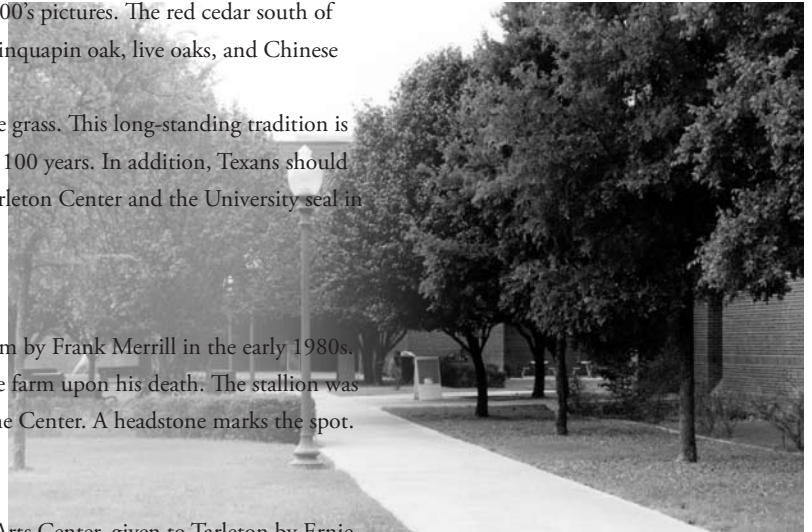 00's pictures. The red cedar south of
inquapin oak, live oaks, and Chinese
e grass. This long-standing tradition is
100 years. In addition, Texans should
rleton Center and the University seal in
m by Frank Merrill in the early 1980s.
e farm upon his death. The stallion was
ne Center. A headstone marks the spot.
Arts Center, given to Tarleton by Ernie